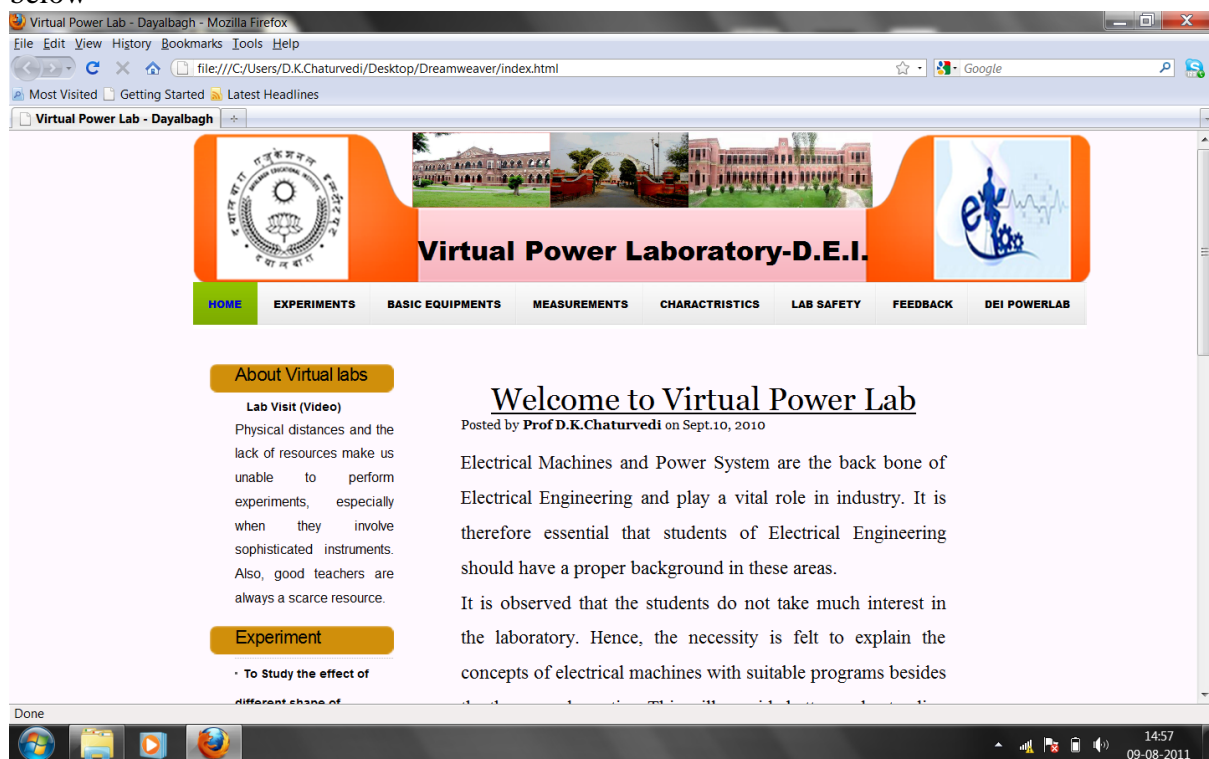 below
Virtual Power Lab - Dayalbagh - Mozilla Firefox
File Edit View History Bookmarks Tools Help
file:///C:/Users/D.K.Chaturvedi/Desktop/Dreamweaver/index.html
Google
Most Visited Getting Started Latest Headlines
Virtual Power Lab - Dayalbagh
Virtual Power Laboratory-D.E.I.
HOME EXPERIMENTS BASIC EQUIPMENTS MEASUREMENTS CHARACTRISTICS LAB SAFETY FEEDBACK DEI POWERLAB
About Virtual labs
Lab Visit (Video)
Physical distances and the
lack of resources make us
unable to perform
experiments, especially
when they involve
sophisticated instruments.
Also, good teachers are
always a scarce resource.
Experiment
· To Study the effect of
different shape of
Welcome to Virtual Power Lab
Posted by Prof D.K.Chaturvedi on Sept.10, 2010
Electrical Machines and Power System are the back bone of
Electrical Engineering and play a vital role in industry. It is
therefore essential that students of Electrical Engineering
should have a proper background in these areas.
It is observed that the students do not take much interest in
the laboratory. Hence, the necessity is felt to explain the
concepts of electrical machines with suitable programs besides
Done
14:57
09-08-2011